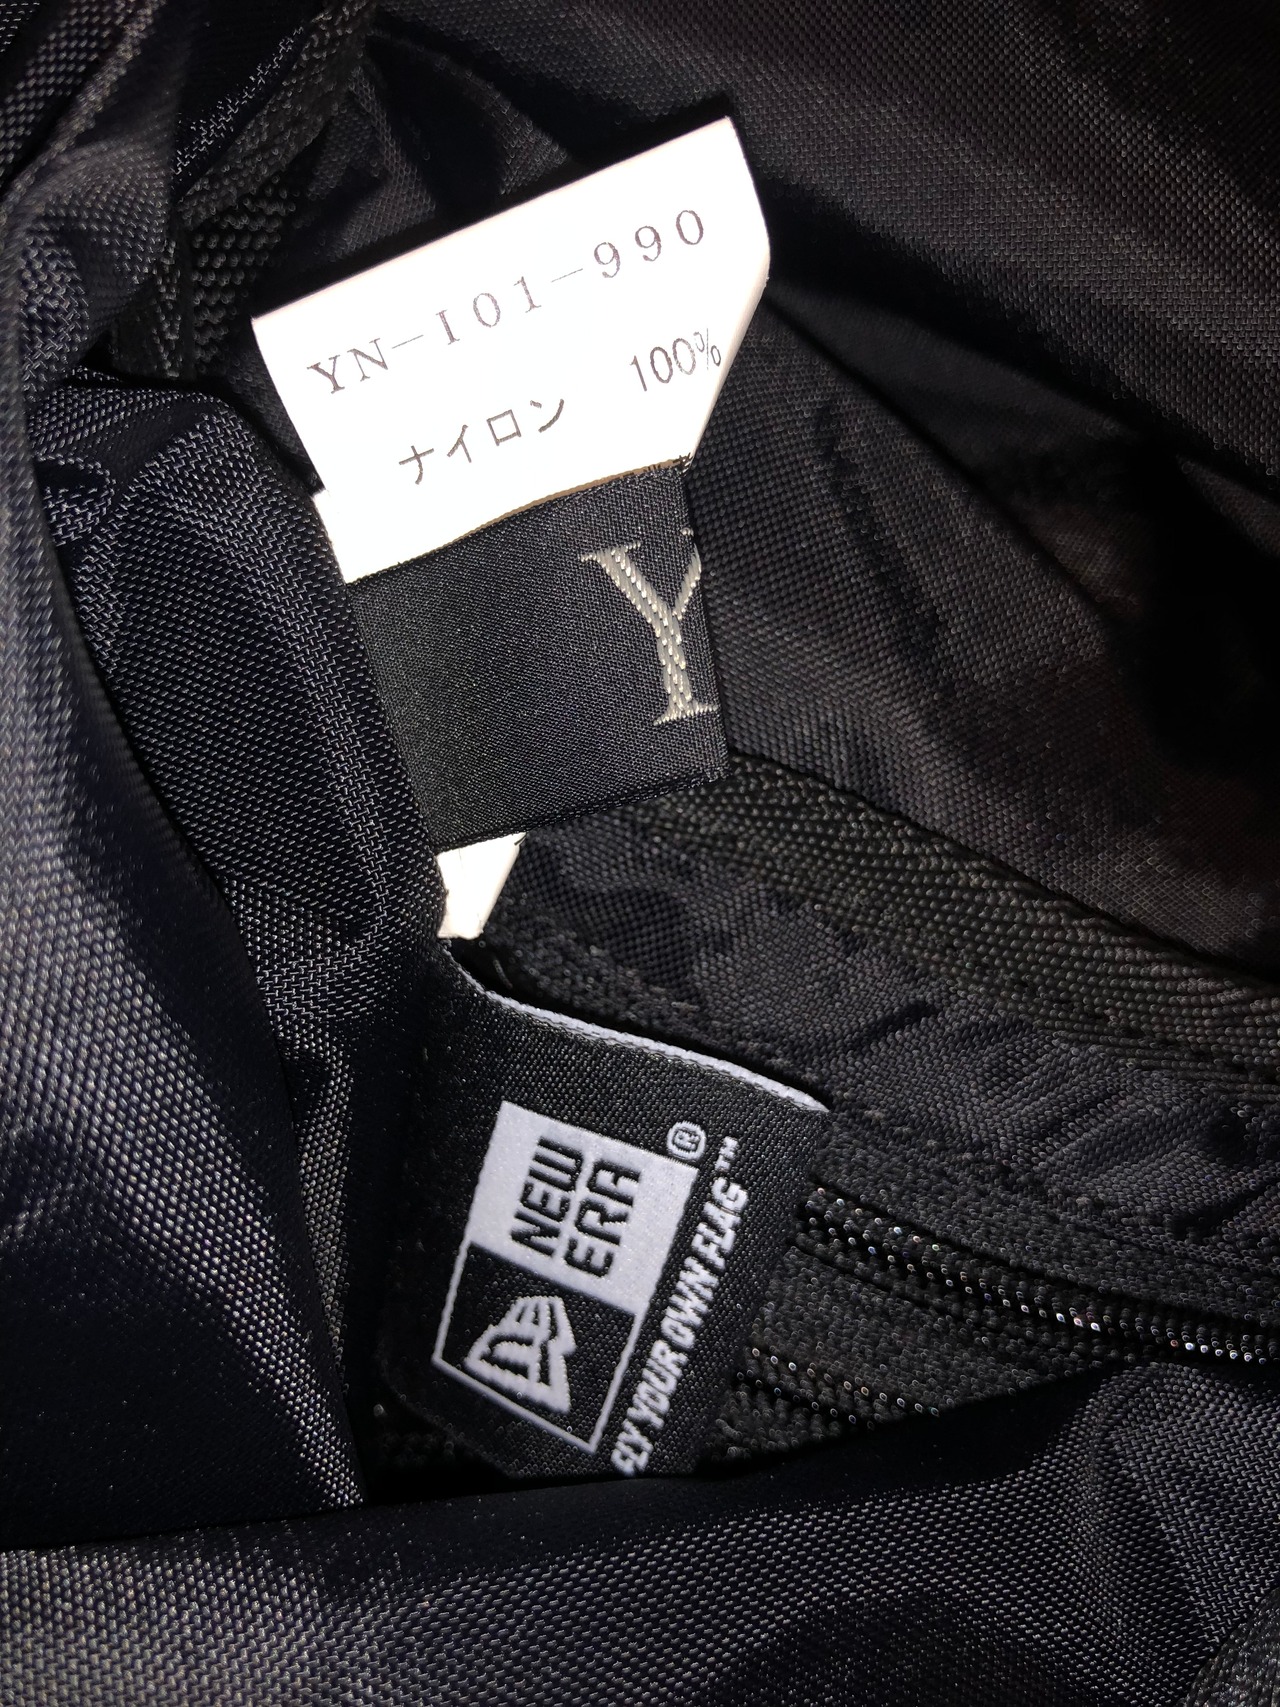 YN-I01-990
ナイロン 100%
Y
NEW
ERA
®
FLY YOUR OWN FLAG™